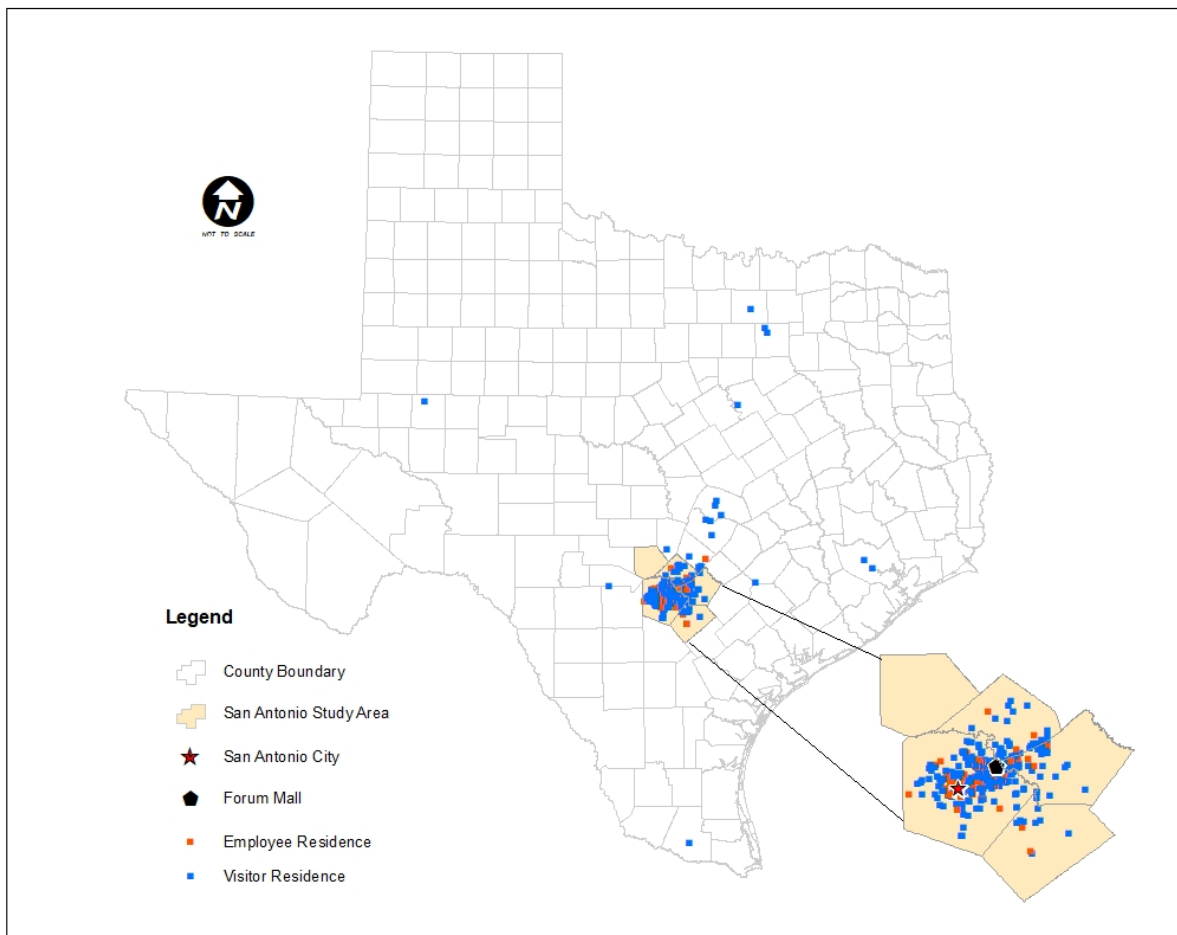 N
NOT TO SCALE
Legend
County Boundary
San Antonio Study Area
San Antonio City
Forum Mall
Employee Residence
Visitor Residence